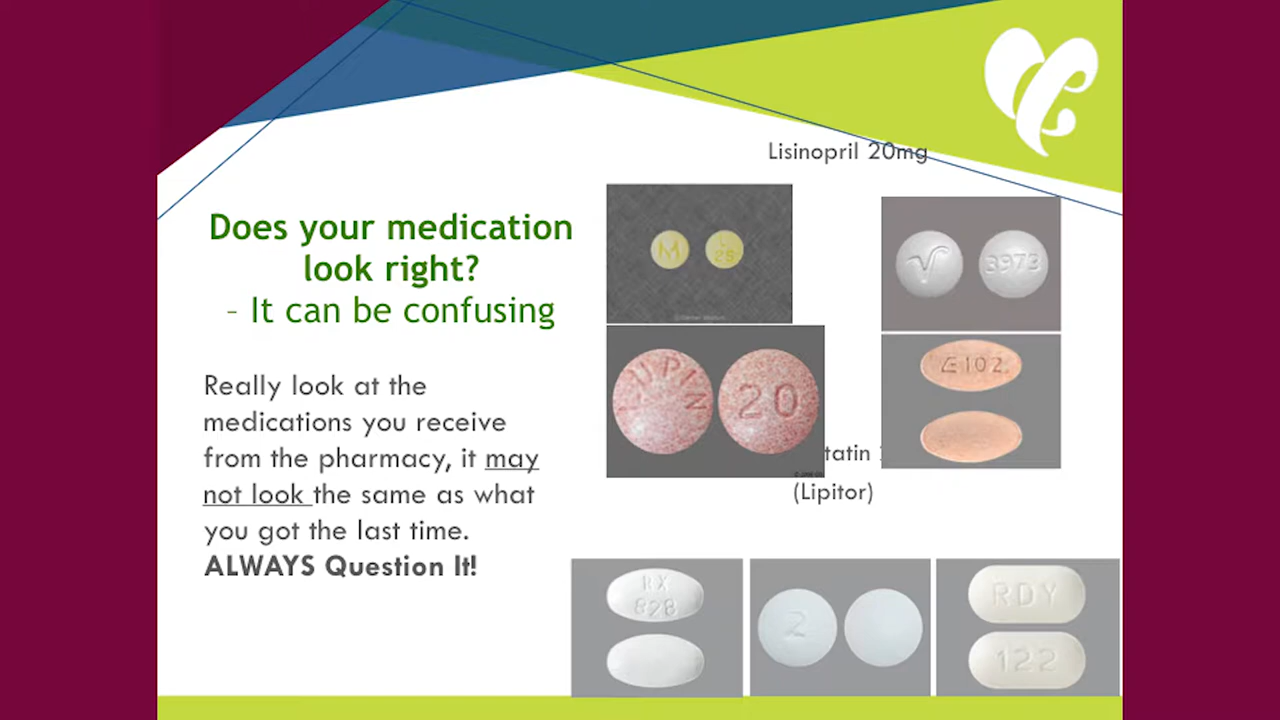 Lisinopril 20mg
Does your medication
look right?
– It can be confusing
Really look at the
medications you receive
from the pharmacy, it may
not look the same as what
you got the last time.
ALWAYS Question It!
M
L
25
V
3973
LUPIN
20
E102
tatin
(Lipitor)
RX
828
2
RDY
122